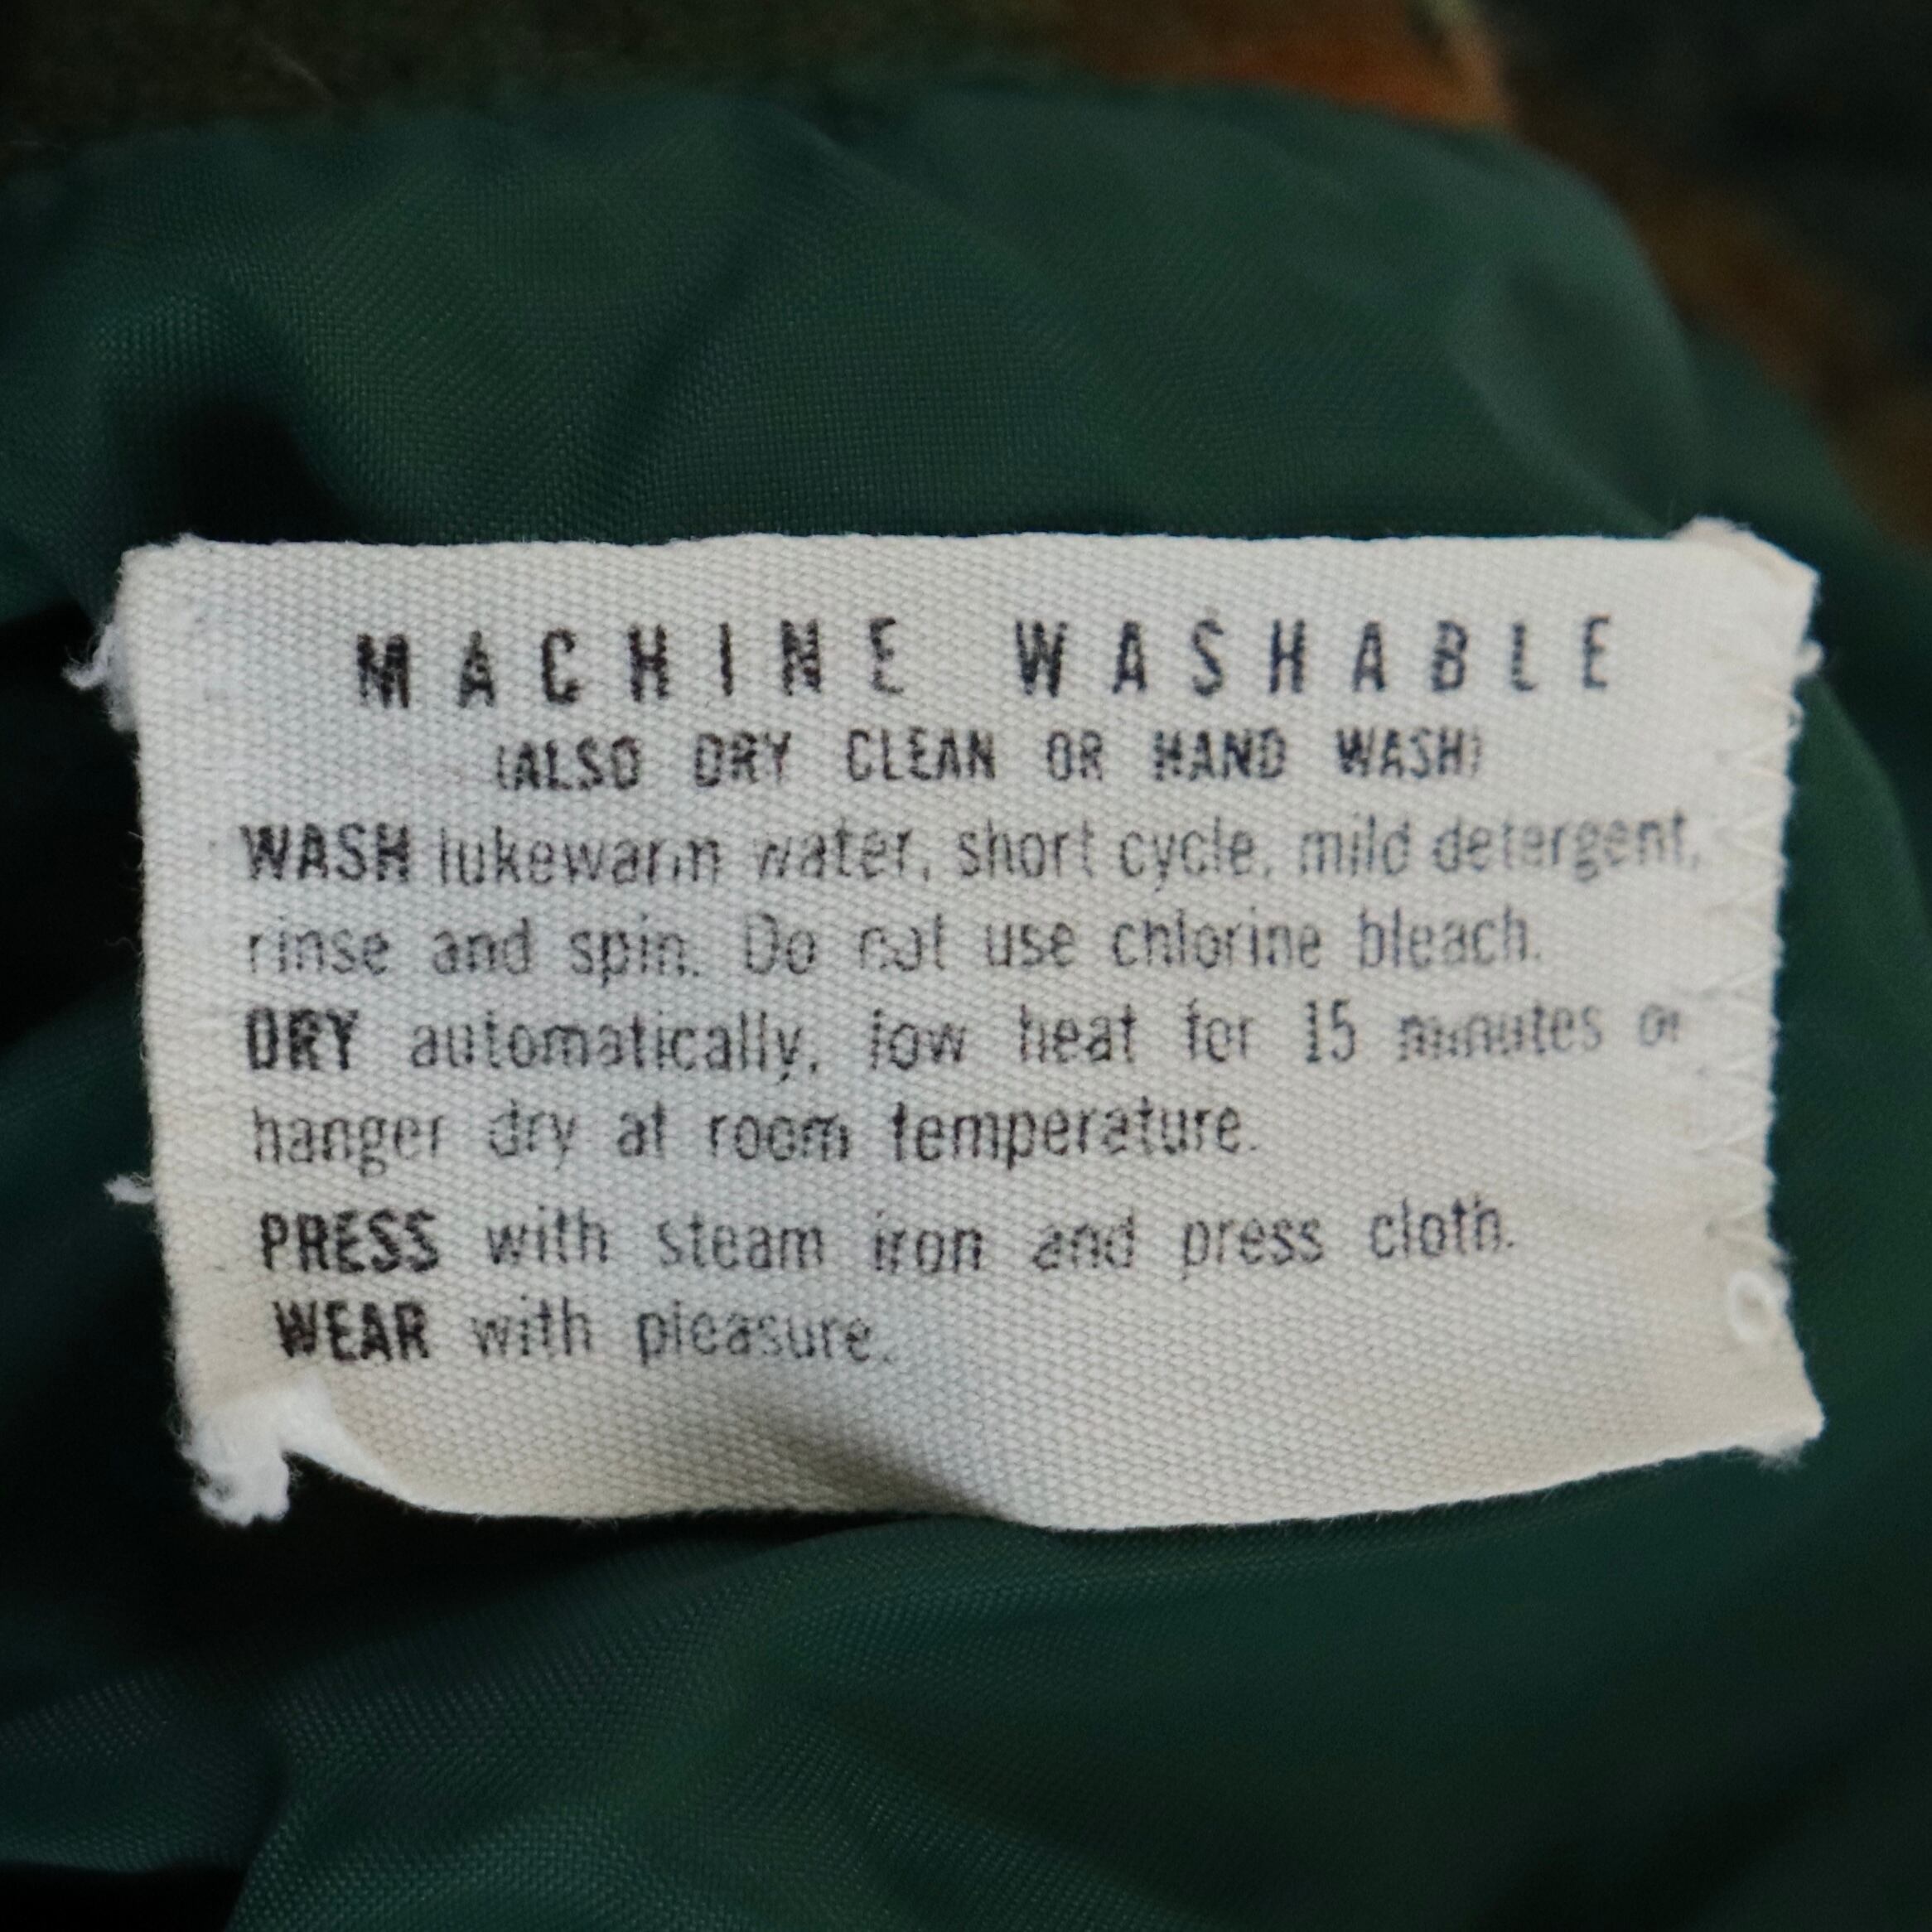 MACHINE WASHABLE
(ALSO DRY CLEAN OR HAND WASH)
WASH lukewarm water, short cycle, mild detergent,
rinse and spin. Do not use chlorine bleach.
DRY automatically, low heat for 15 minutes or
hanger dry at room temperature.
PRESS with steam iron and press cloth.
WEAR with pleasure.